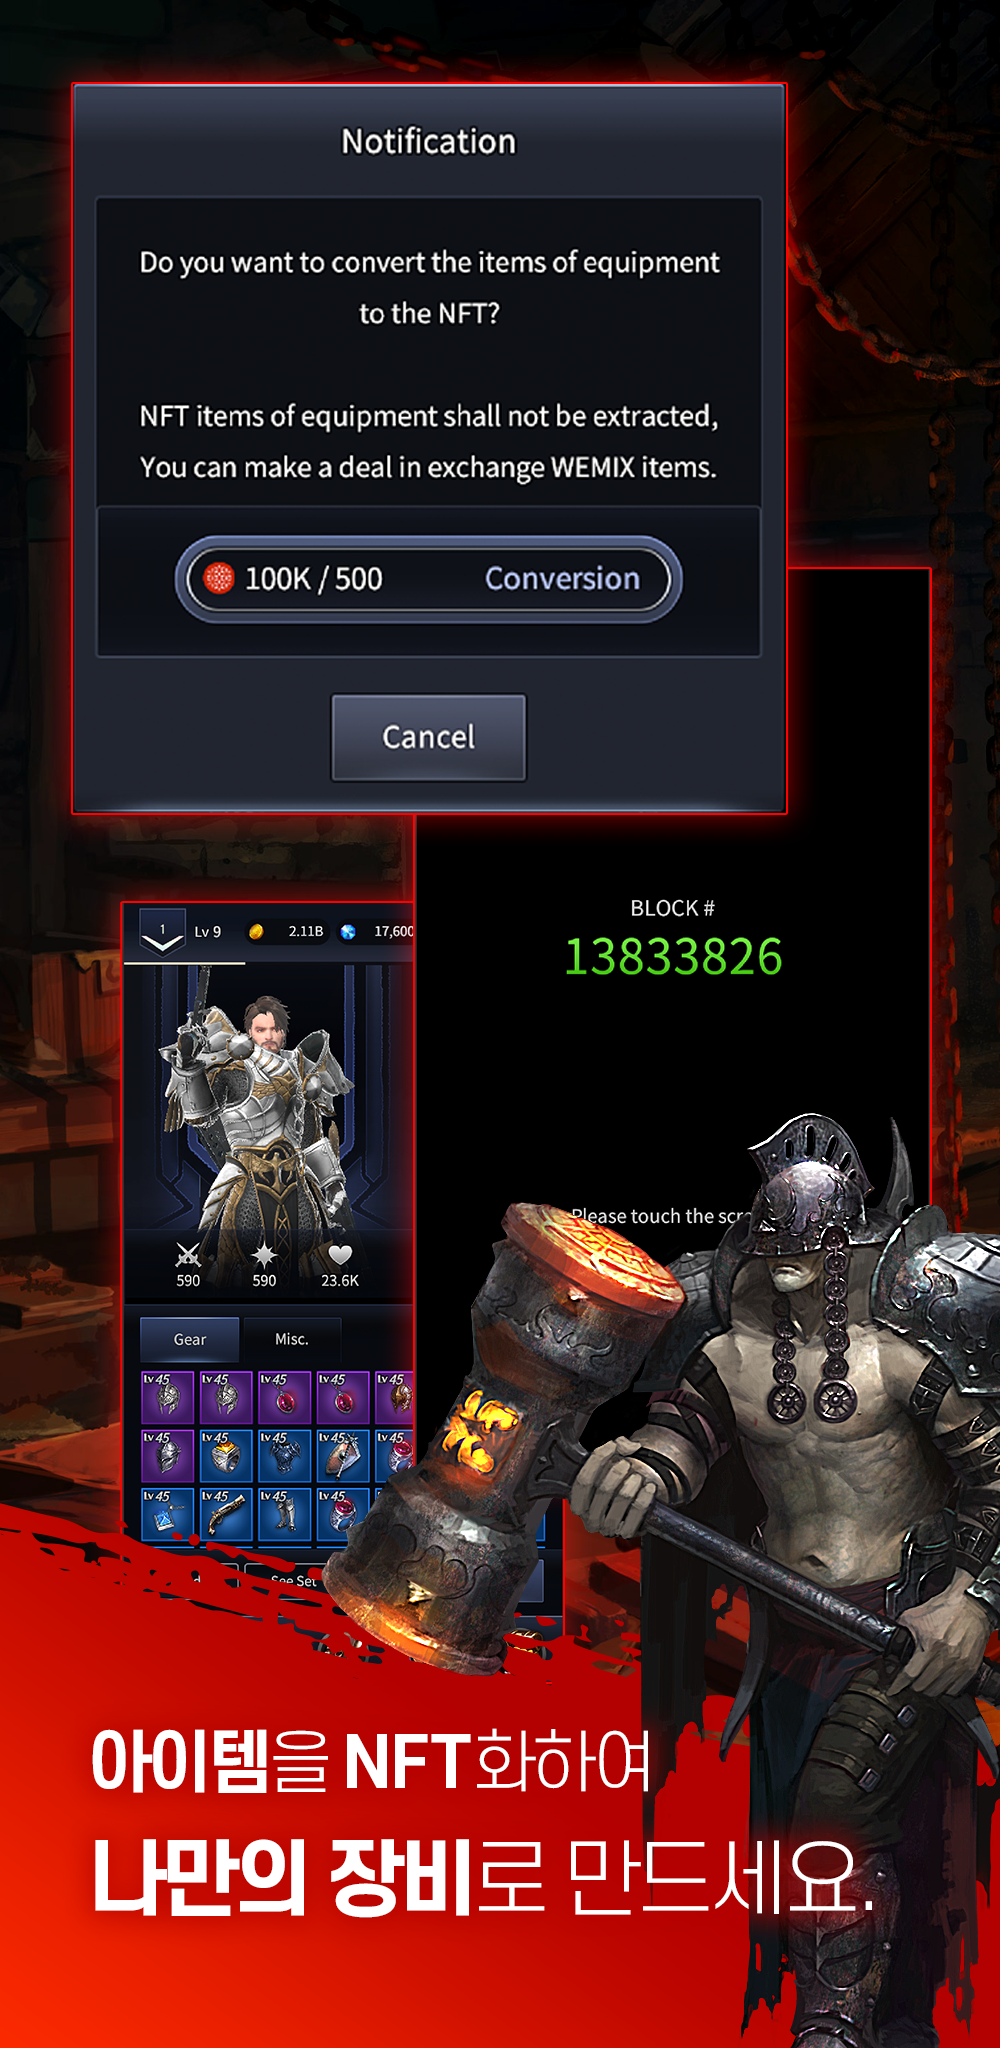 Notification
Do you want to convert the items of equipment
to the NFT?
NFT items of equipment shall not be extracted,
You can make a deal in exchange WEMIX items.
100K / 500 Conversion
Cancel
BLOCK #
13833826
Please touch the
1 Lv 9 2.11B 17,600
590 590 23.6K
Gear Misc.
Lv 45 Lv 45 Lv 45 Lv 45 Lv 45
Lv 45 Lv 45 Lv 45 Lv 45 Lv 45
Lv 45 Lv 45 Lv 45 Lv 45
See Set
아이템을 NFT화하여
나만의 장비로 만드세요.